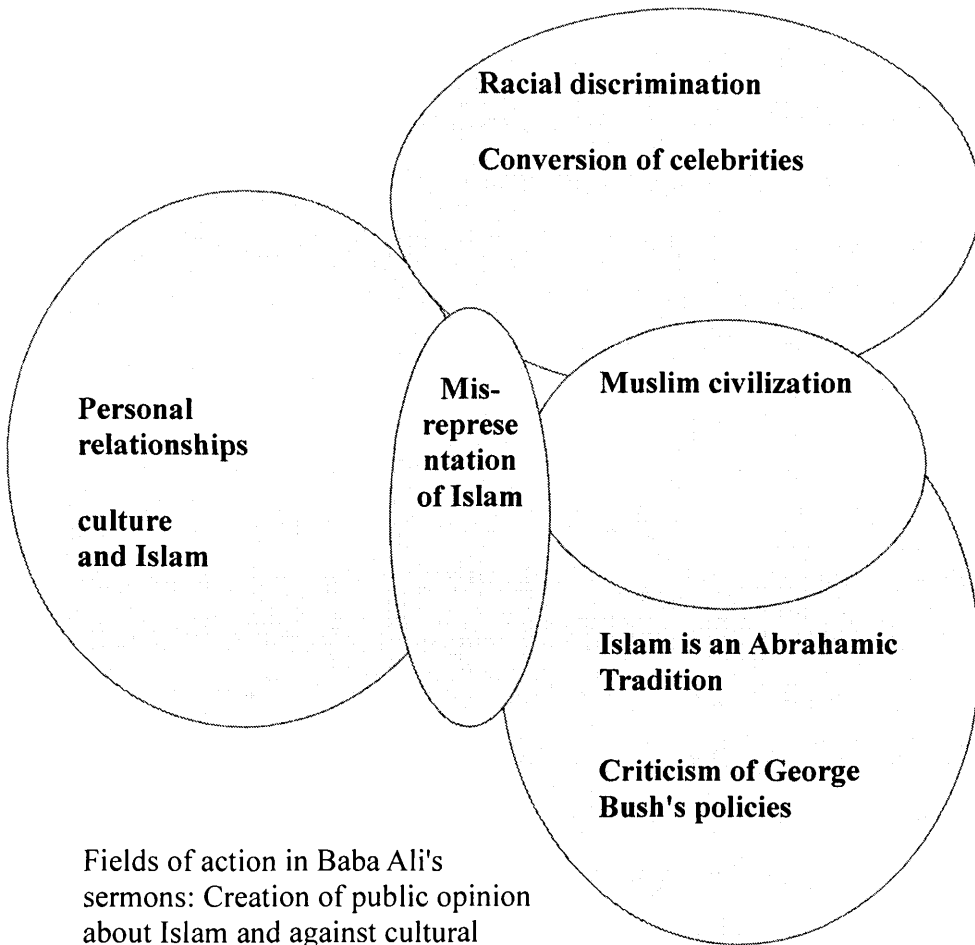 Racial discrimination
Conversion of celebrities
Personal
relationships
culture
and Islam
Mis-
represe
ntation
of Islam
Muslim civilization
Islam is an Abrahamic
Tradition
Criticism of George
Bush's policies
Fields of action in Baba Ali's
sermons: Creation of public opinion
about Islam and against cultural